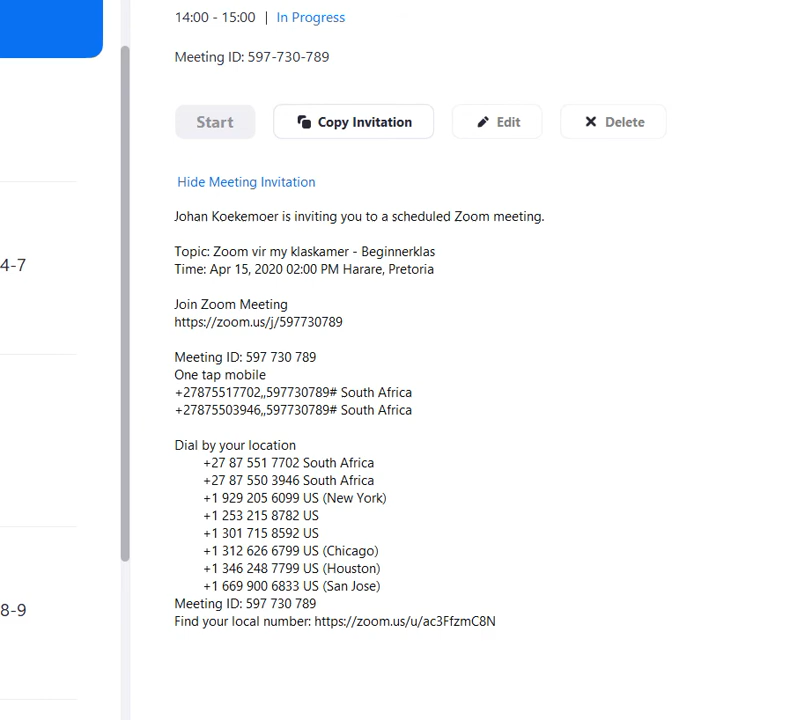 14:00 - 15:00 | In Progress
Meeting ID: 597-730-789
Start
Copy Invitation
Edit
Delete
Hide Meeting Invitation
Johan Koekemoer is inviting you to a scheduled Zoom meeting.
Topic: Zoom vir my klaskamer - Beginnerklas
Time: Apr 15, 2020 02:00 PM Harare, Pretoria
Join Zoom Meeting
https://zoom.us/j/597730789
Meeting ID: 597 730 789
One tap mobile
+27875517702,,597730789# South Africa
+27875503946,,597730789# South Africa
Dial by your location
+27 87 551 7702 South Africa
+27 87 550 3946 South Africa
+1 929 205 6099 US (New York)
+1 253 215 8782 US
+1 301 715 8592 US
+1 312 626 6799 US (Chicago)
+1 346 248 7799 US (Houston)
+1 669 900 6833 US (San Jose)
Meeting ID: 597 730 789
Find your local number: https://zoom.us/u/ac3FfzmC8N
4-7
8-9